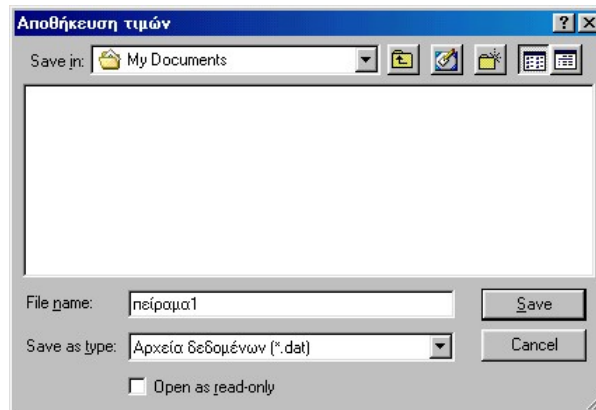 Αποθήκευση τιμών
Save in: My Documents
File name: πείραμα1 Save
Save as type: Αρχεία δεδομένων (*.dat) Cancel
Open as read-only